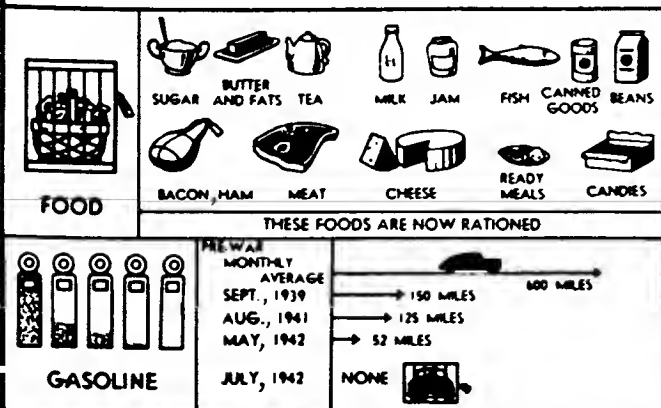 FOOD
SUGAR
BUTTER
AND FATS
TEA
MILK
JAM
FISH
CANNED
GOODS
BEANS
BACON, HAM
MEAT
CHEESE
READY
MEALS
CANDIES
THESE FOODS ARE NOW RATIONED
GASOLINE
PRE-WAR
MONTHLY
AVERAGE
600 MILES
SEPT., 1939 150 MILES
AUG., 1941 125 MILES
MAY, 1942 52 MILES
JULY, 1942 NONE